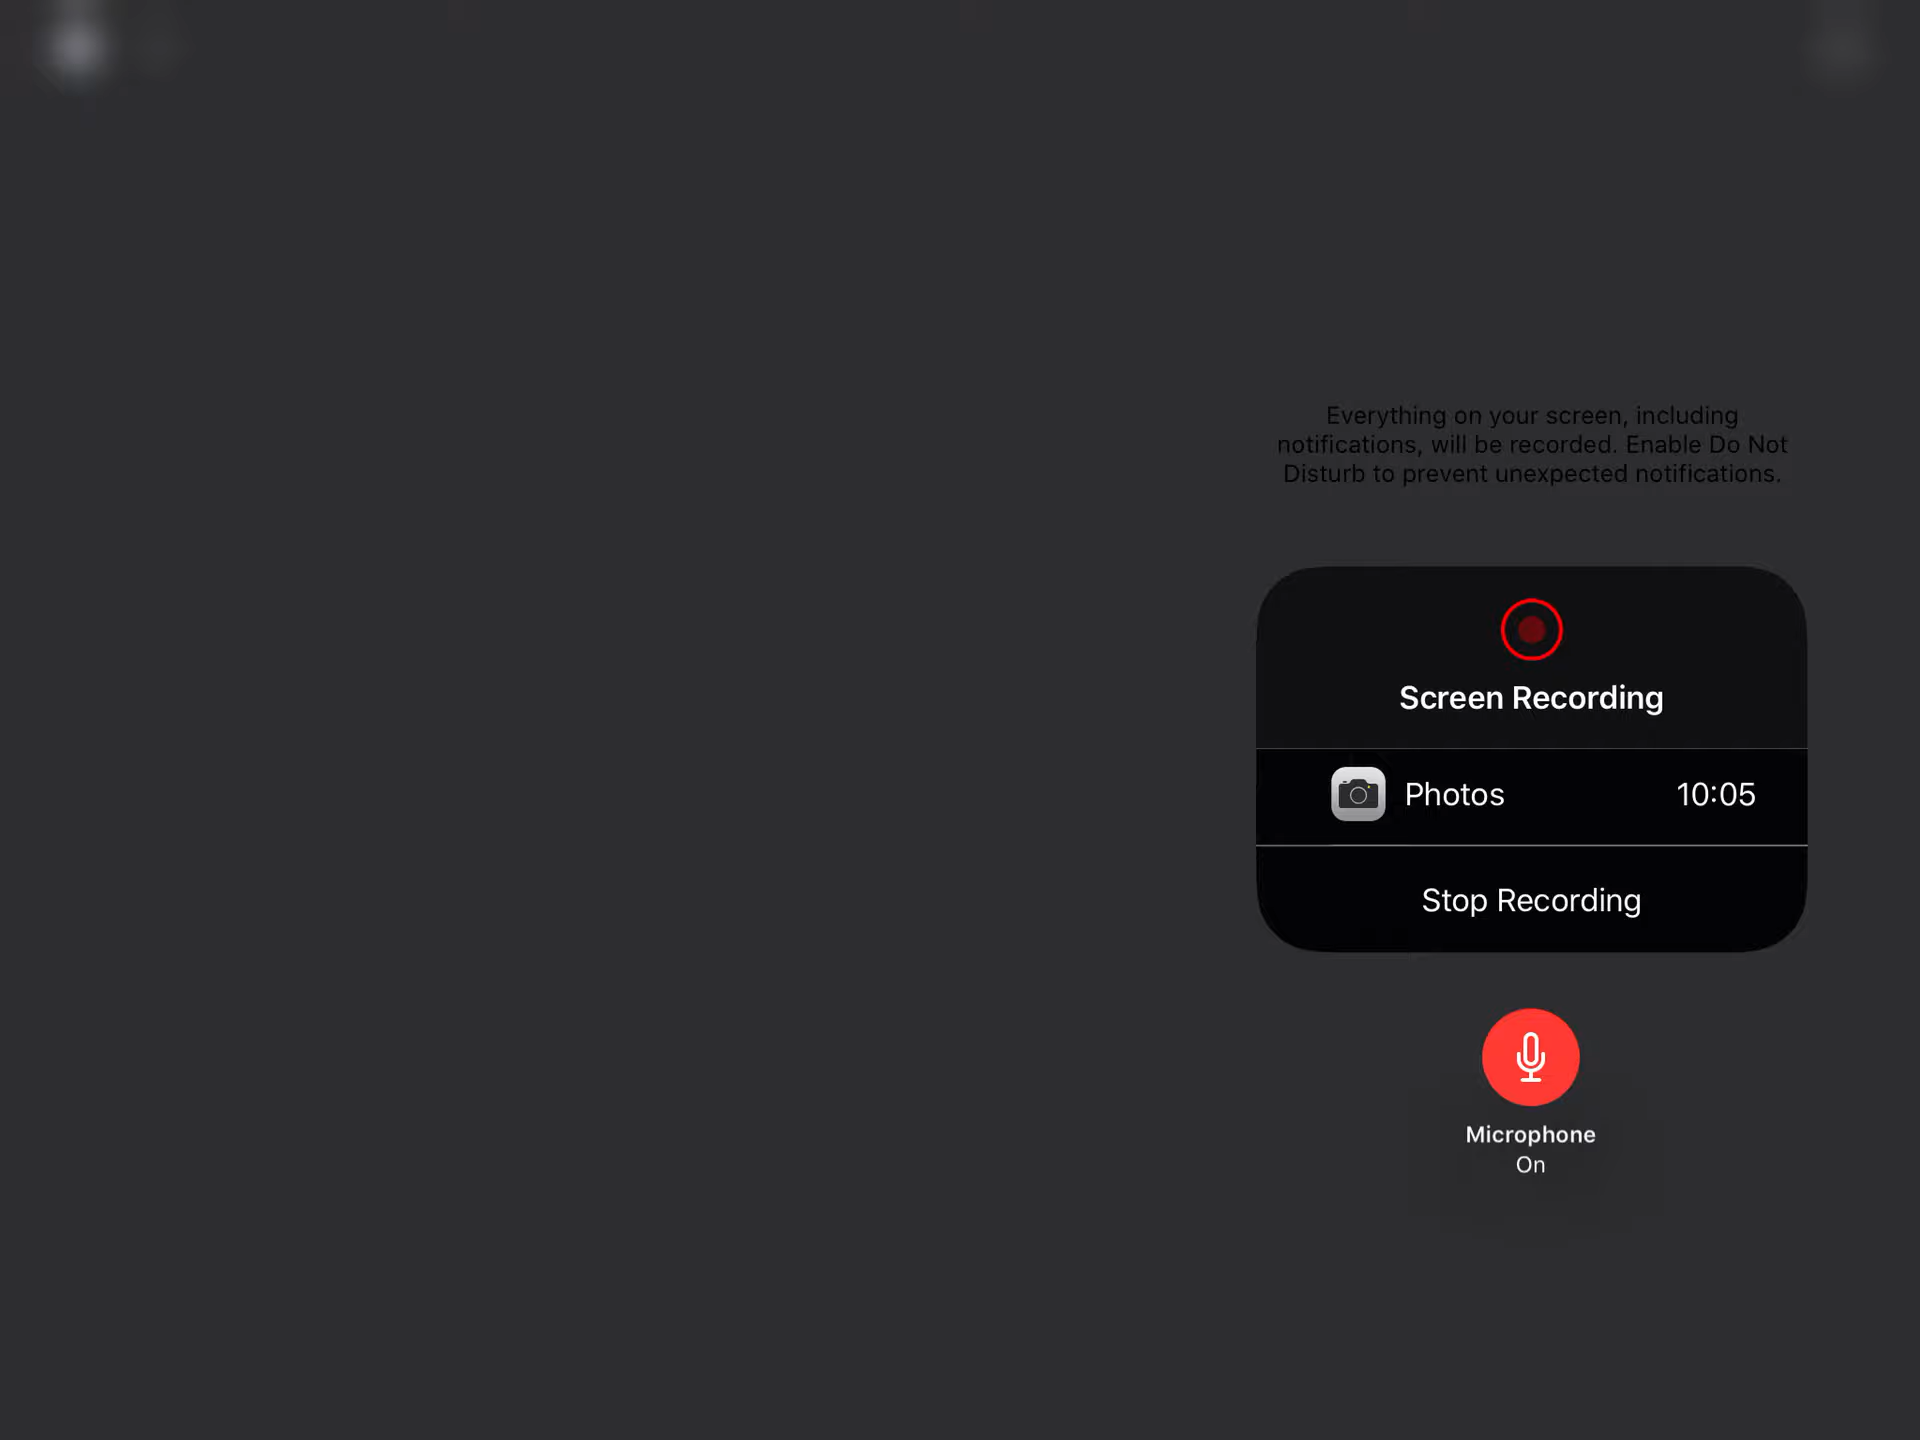 Everything on your screen, including
notifications, will be recorded. Enable Do Not
Disturb to prevent unexpected notifications.
Screen Recording
Photos 10:05
Stop Recording
Microphone
On